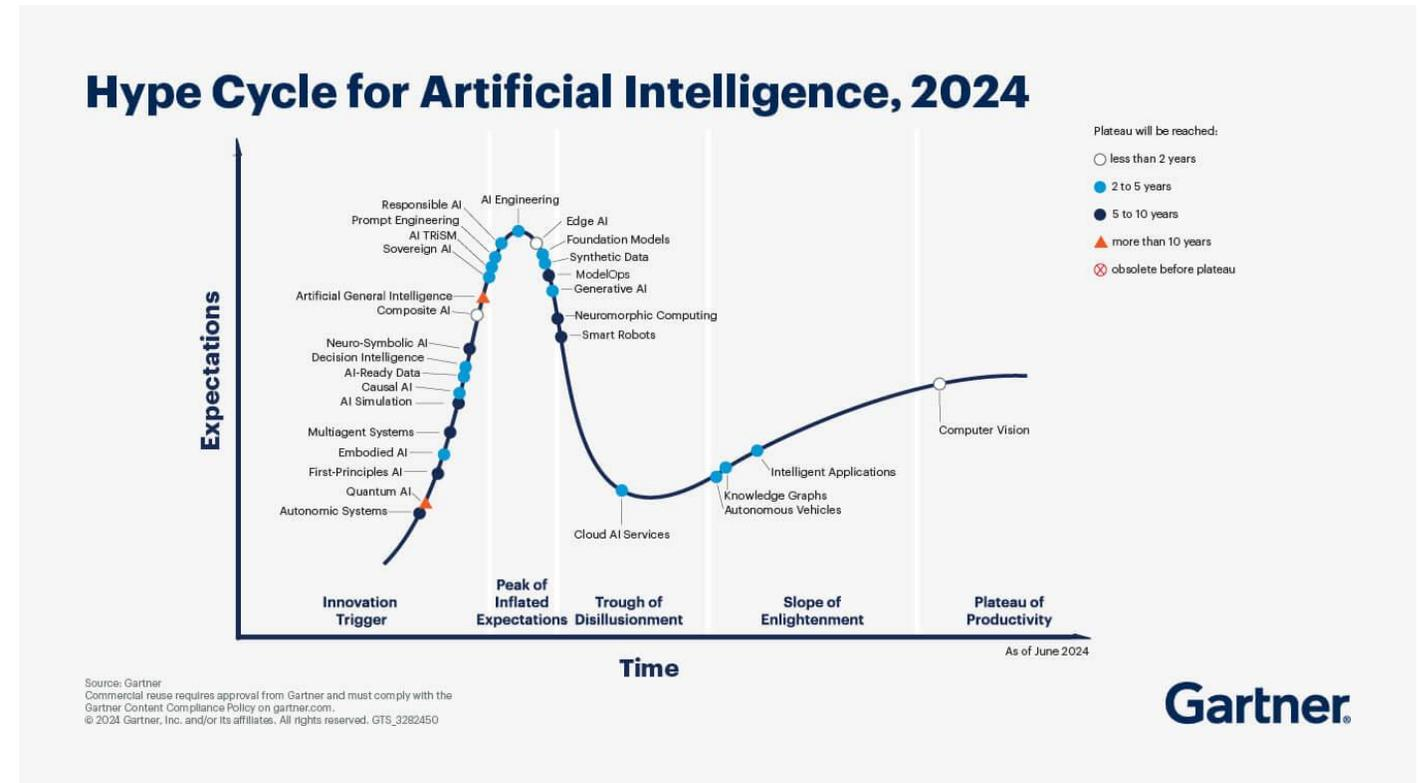 Hype Cycle for Artificial Intelligence, 2024
Plateau will be reached:
less than 2 years
2 to 5 years
5 to 10 years
more than 10 years
obsolete before plateau
Expectations
Responsible AI
Prompt Engineering
AI TRiSM
Sovereign AI
Artificial General Intelligence
Composite AI
Neuro-Symbolic AI
Decision Intelligence
AI-Ready Data
Causal AI
AI Simulation
Multiagent Systems
Embodied AI
First-Principles AI
Quantum AI
Autonomic Systems
AI Engineering
Edge AI
Foundation Models
Synthetic Data
ModelOps
Generative AI
Neuromorphic Computing
Smart Robots
Cloud AI Services
Intelligent Applications
Knowledge Graphs
Autonomous Vehicles
Computer Vision
Innovation
Trigger
Peak of
Inflated
Expectations
Trough of
Disillusionment
Slope of
Enlightenment
Plateau of
Productivity
Time
As of June 2024
Source: Gartner
Commercial reuse requires approval from Gartner and must comply with the
Gartner Content Compliance Policy on gartner.com.
© 2024 Gartner, Inc. and/or its affiliates. All rights reserved. GTS_3282450
Gartner®